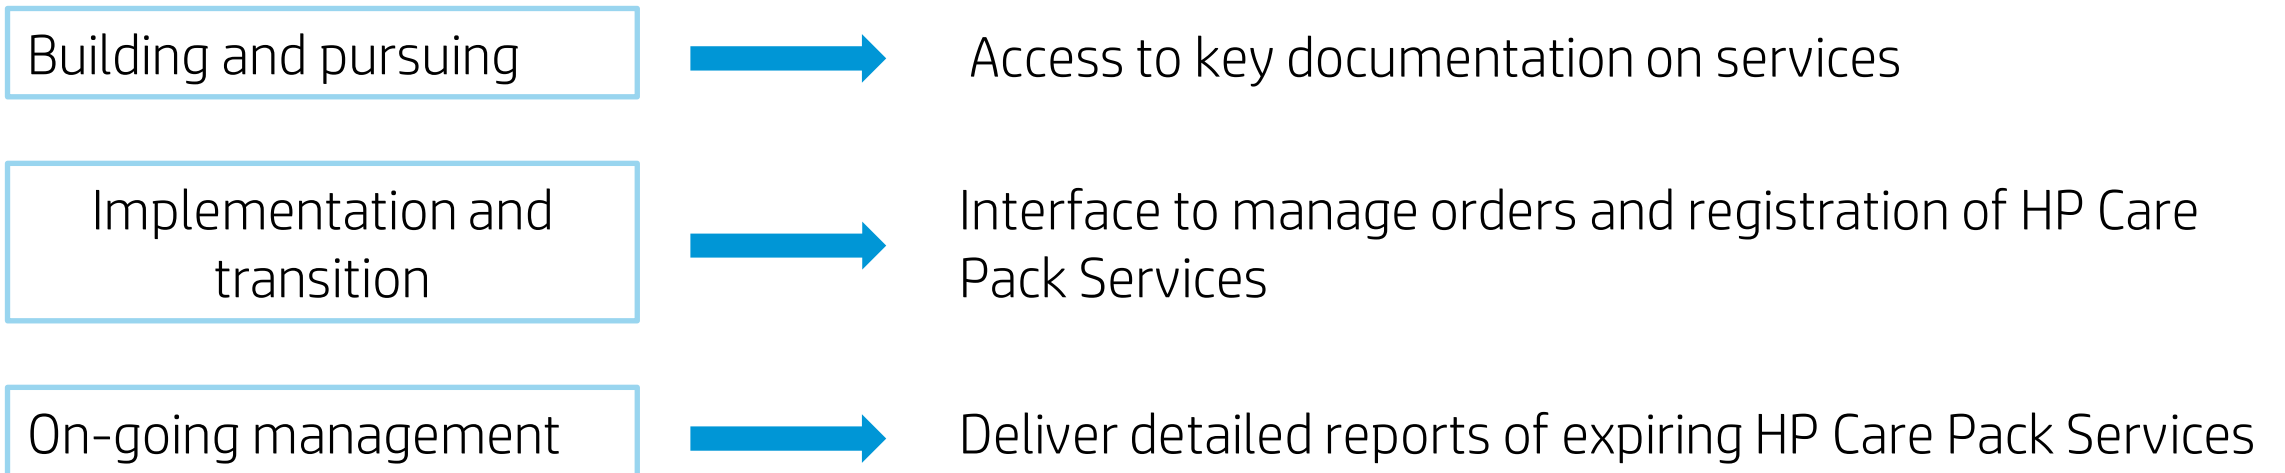 Building and pursuing
Access to key documentation on services
Implementation and
transition
Interface to manage orders and registration of HP Care
Pack Services
On-going management
Deliver detailed reports of expiring HP Care Pack Services